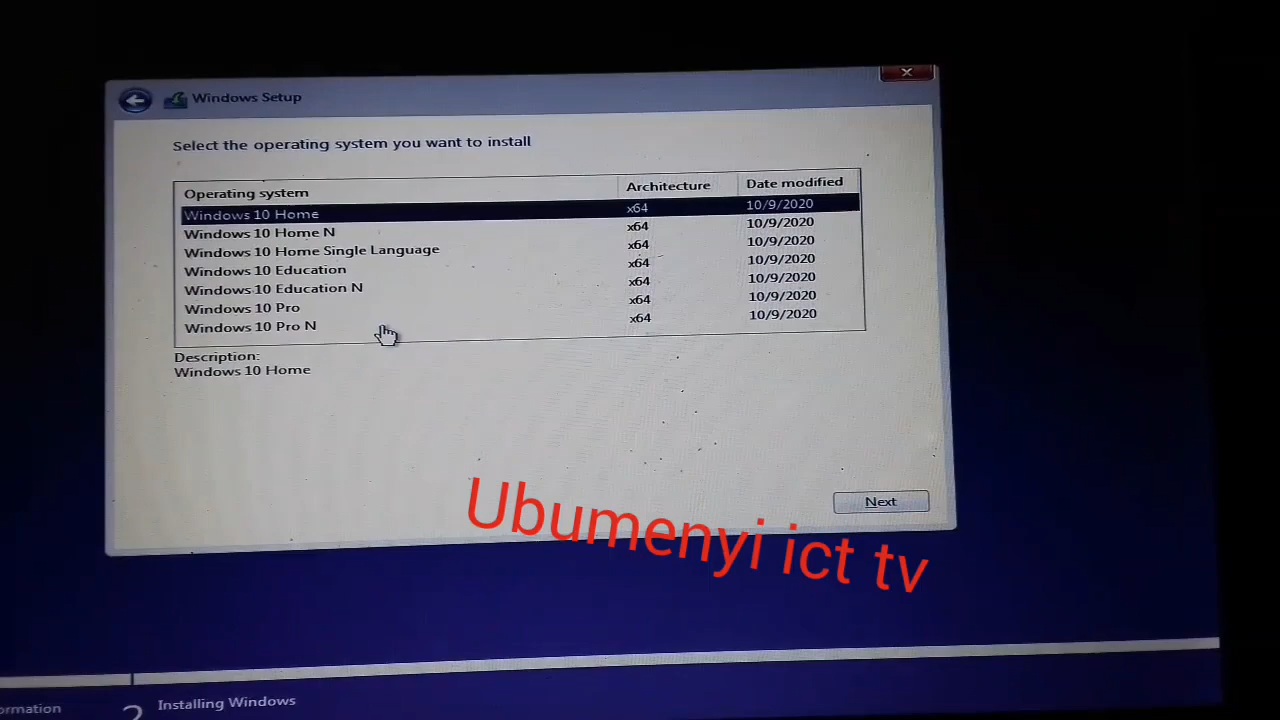 Windows Setup
Select the operating system you want to install
Operating system Architecture Date modified
Windows 10 Home x64 10/9/2020
Windows 10 Home N x64 10/9/2020
Windows 10 Home Single Language x64 10/9/2020
Windows 10 Education x64 10/9/2020
Windows 10 Education N x64 10/9/2020
Windows 10 Pro x64 10/9/2020
Windows 10 Pro N x64 10/9/2020
Description:
Windows 10 Home
Next
Ubumenyi ict tv
ormation 2 Installing Windows